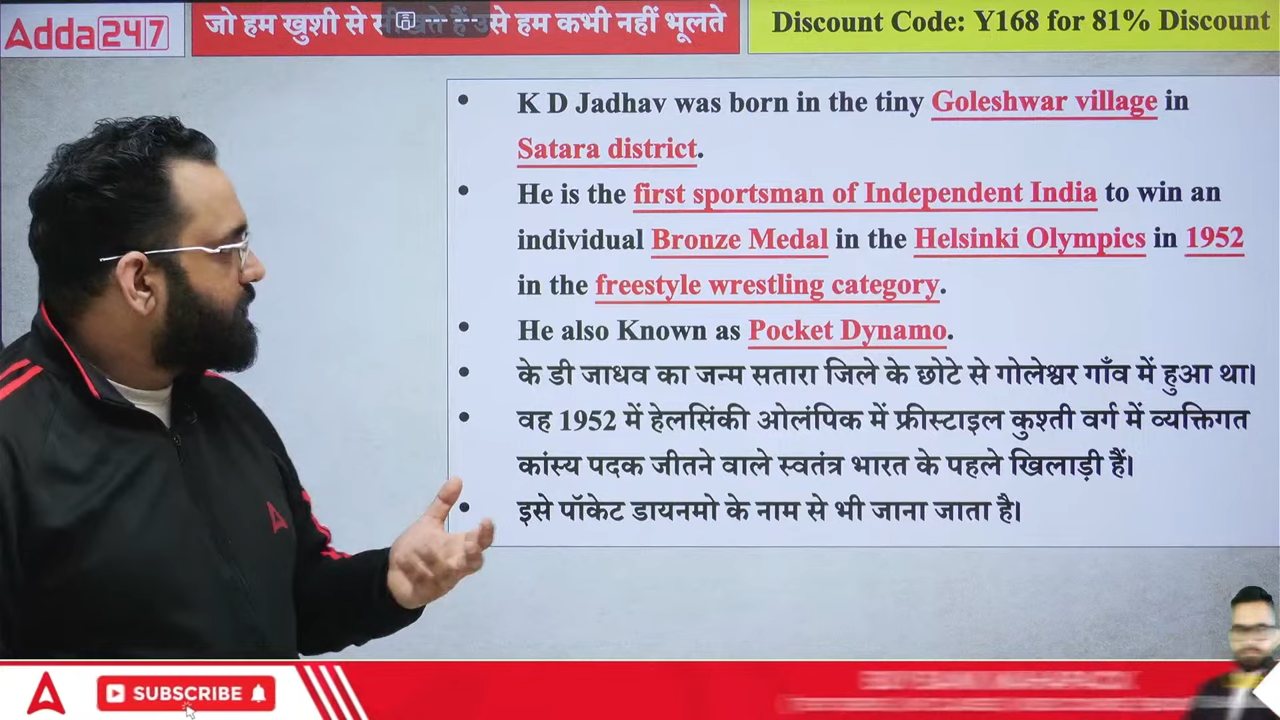 Adda247
जो हम खुशी से से हम कभी नहीं भूलते
Discount Code: Y168 for 81% Discount
• K D Jadhav was born in the tiny Goleshwar village in
Satara district.
• He is the first sportsman of Independent India to win an
individual Bronze Medal in the Helsinki Olympics in 1952
in the freestyle wrestling category.
• He also Known as Pocket Dynamo.
• के डी जाधव का जन्म सतारा जिले के छोटे से गोलेश्वर गाँव में हुआ था।
• वह 1952 में हेलसिंकी ओलंपिक में फ्रीस्टाइल कुश्ती वर्ग में व्यक्तिगत
कांस्य पदक जीतने वाले स्वतंत्र भारत के पहले खिलाड़ी हैं।
• इसे पॉकेट डायनमो के नाम से भी जाना जाता है।
SUBSCRIBE